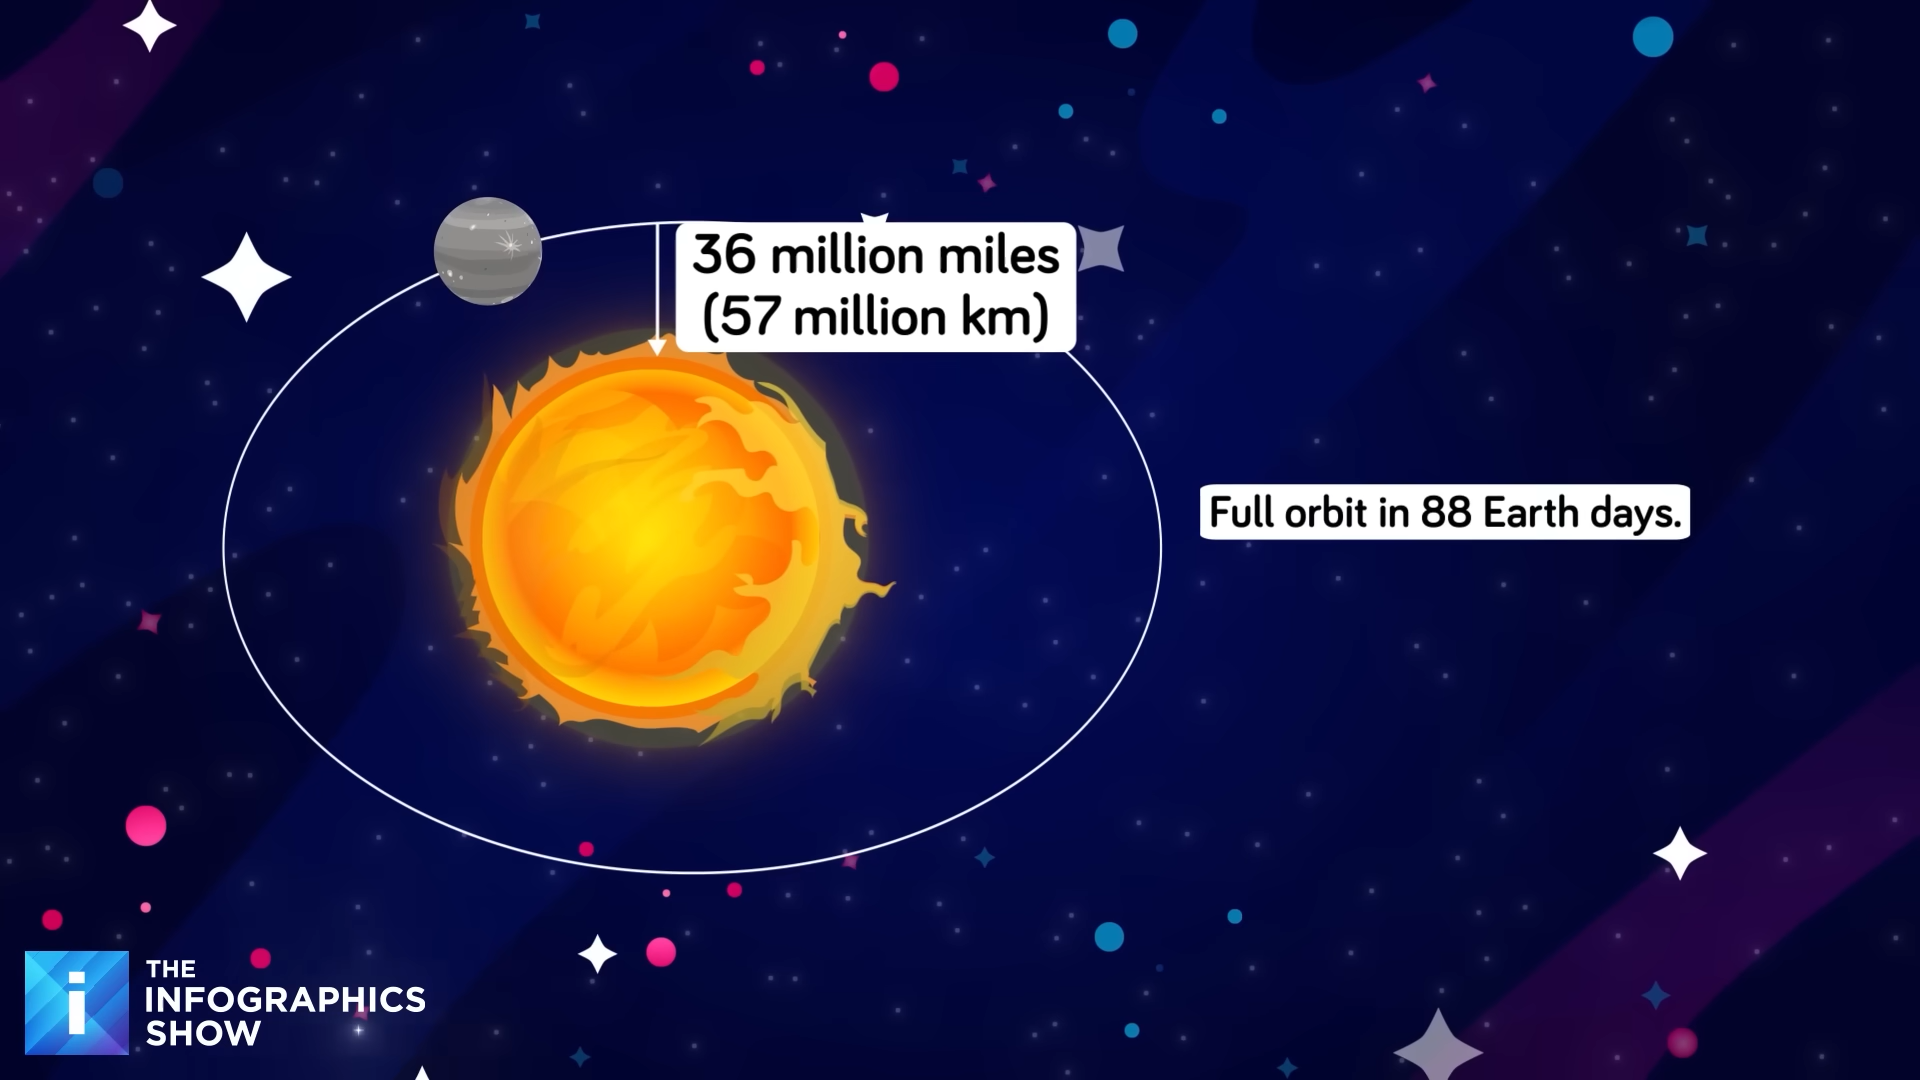 36 million miles
(57 million km)
Full orbit in 88 Earth days.
i
THE
INFOGRAPHICS
SHOW